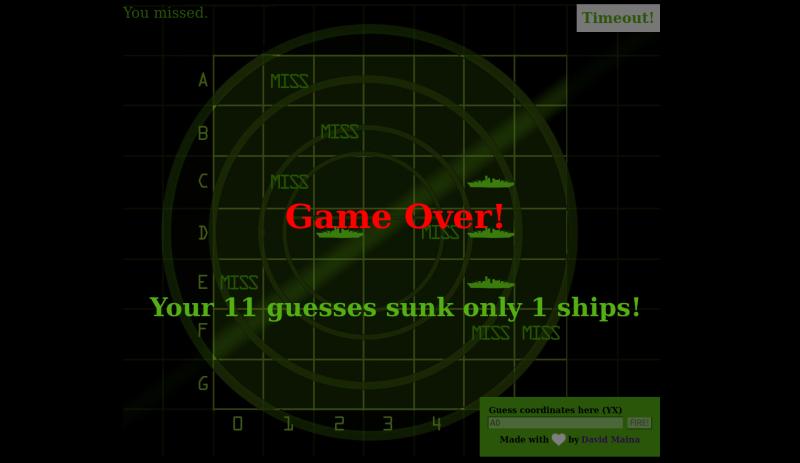 You missed.
Timeout!
A MISS
B MISS
C MISS
Game Over!
D MISS
E MISS
Your 11 guesses sunk only 1 ships!
F MISS MISS
G
0 1 2 3 4
Guess coordinates here (YX)
A0 FIRE!
Made with by David Maina